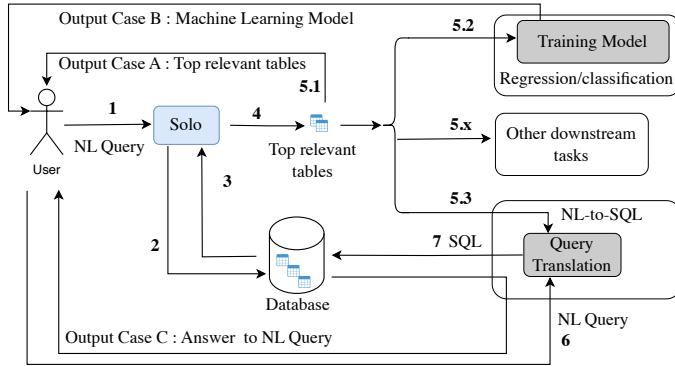 Output Case B : Machine Learning Model
5.2
Training Model
Regression/classification
Output Case A : Top relevant tables
5.1
1
NL Query
Solo
4
Top relevant
tables
5.x
Other downstream
tasks
User
3
2
5.3
NL-to-SQL
Query
Translation
7 SQL
Database
Output Case C : Answer to NL Query
NL Query
6